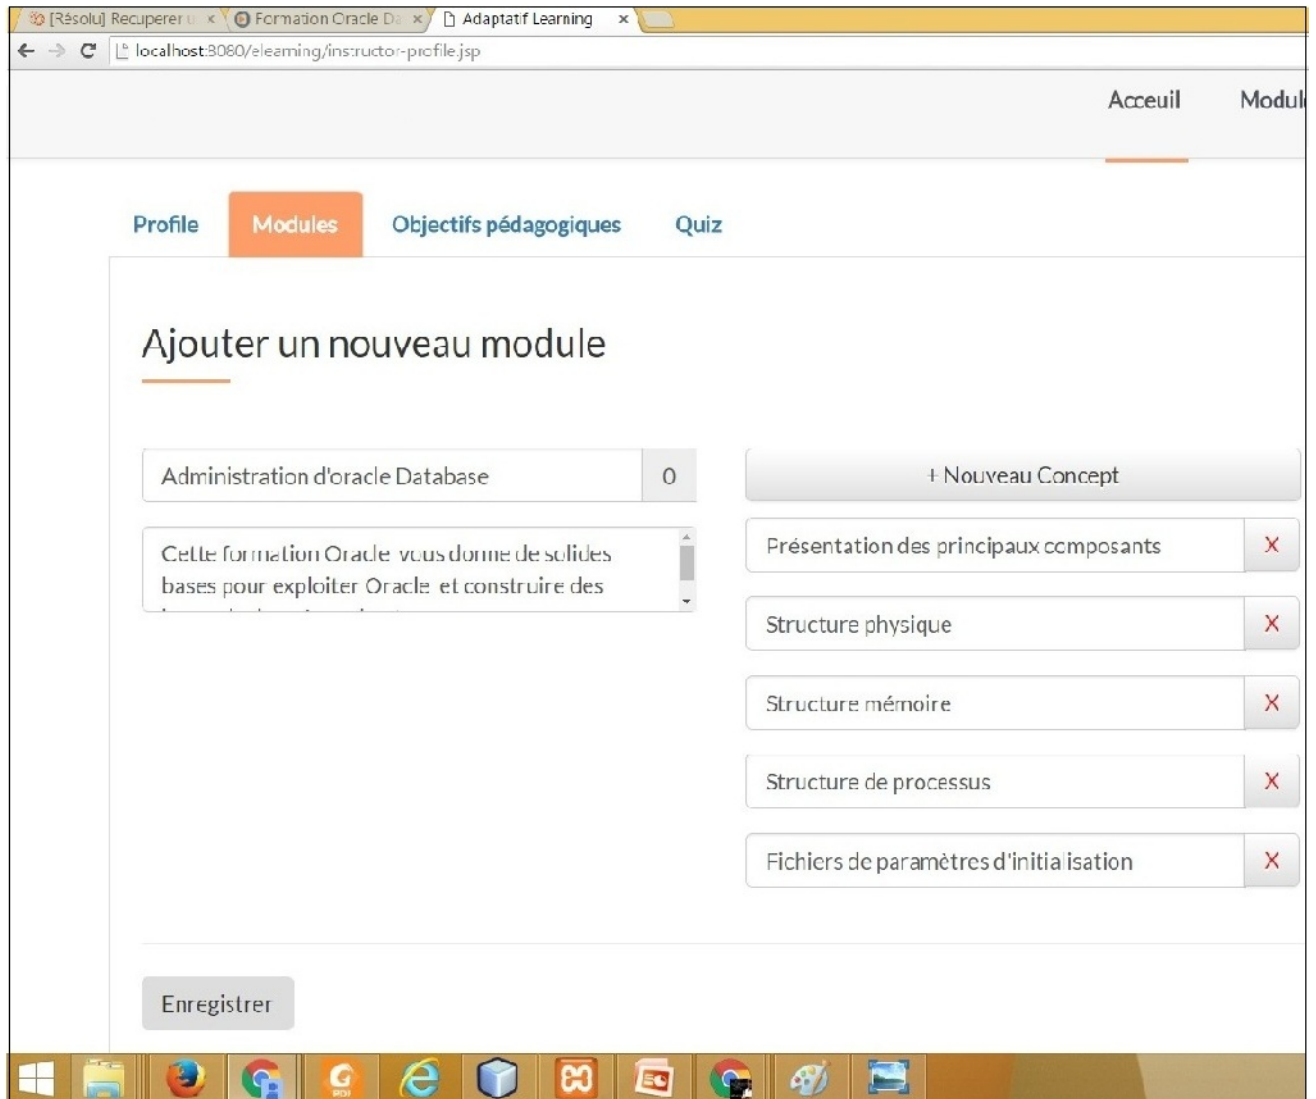 [Résolu] Recuperer u
Formation Oracle Da
Adaptatif Learning
localhost:8080/elearning/instructor-profile.jsp
Acceuil
Modul
Profile
Modules
Objectifs pédagogiques
Quiz
Ajouter un nouveau module
Administration d'oracle Database
0
+ Nouveau Concept
Cette formation Oracle vous donne de solides
bases pour exploiter Oracle et construire des
Présentation des principaux composants
X
Structure physique
X
Structure mémoire
X
Structure de processus
X
Fichiers de paramètres d'initialisation
X
Enregistrer